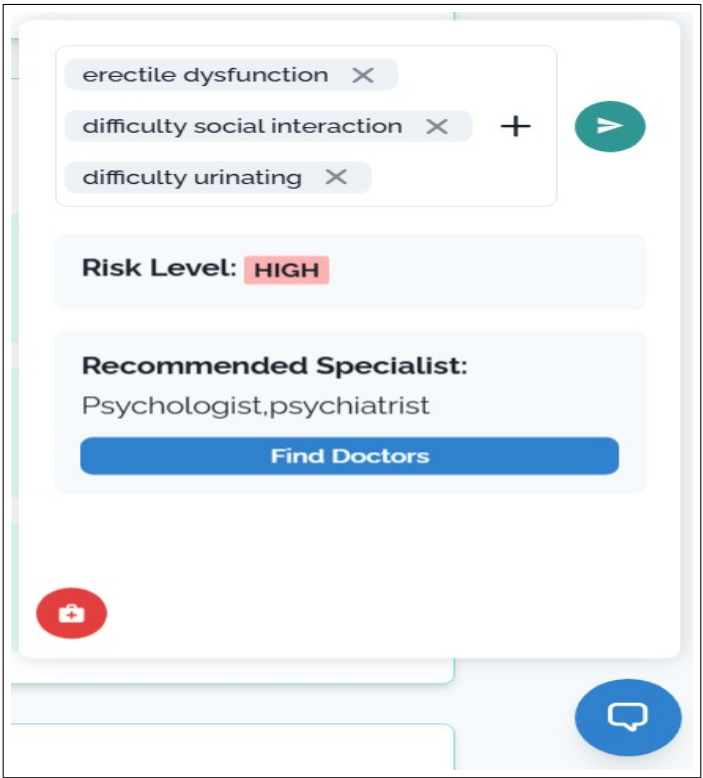 erectile dysfunction
difficulty social interaction
difficulty urinating
Risk Level: HIGH
Recommended Specialist:
Psychologist,psychiatrist
Find Doctors